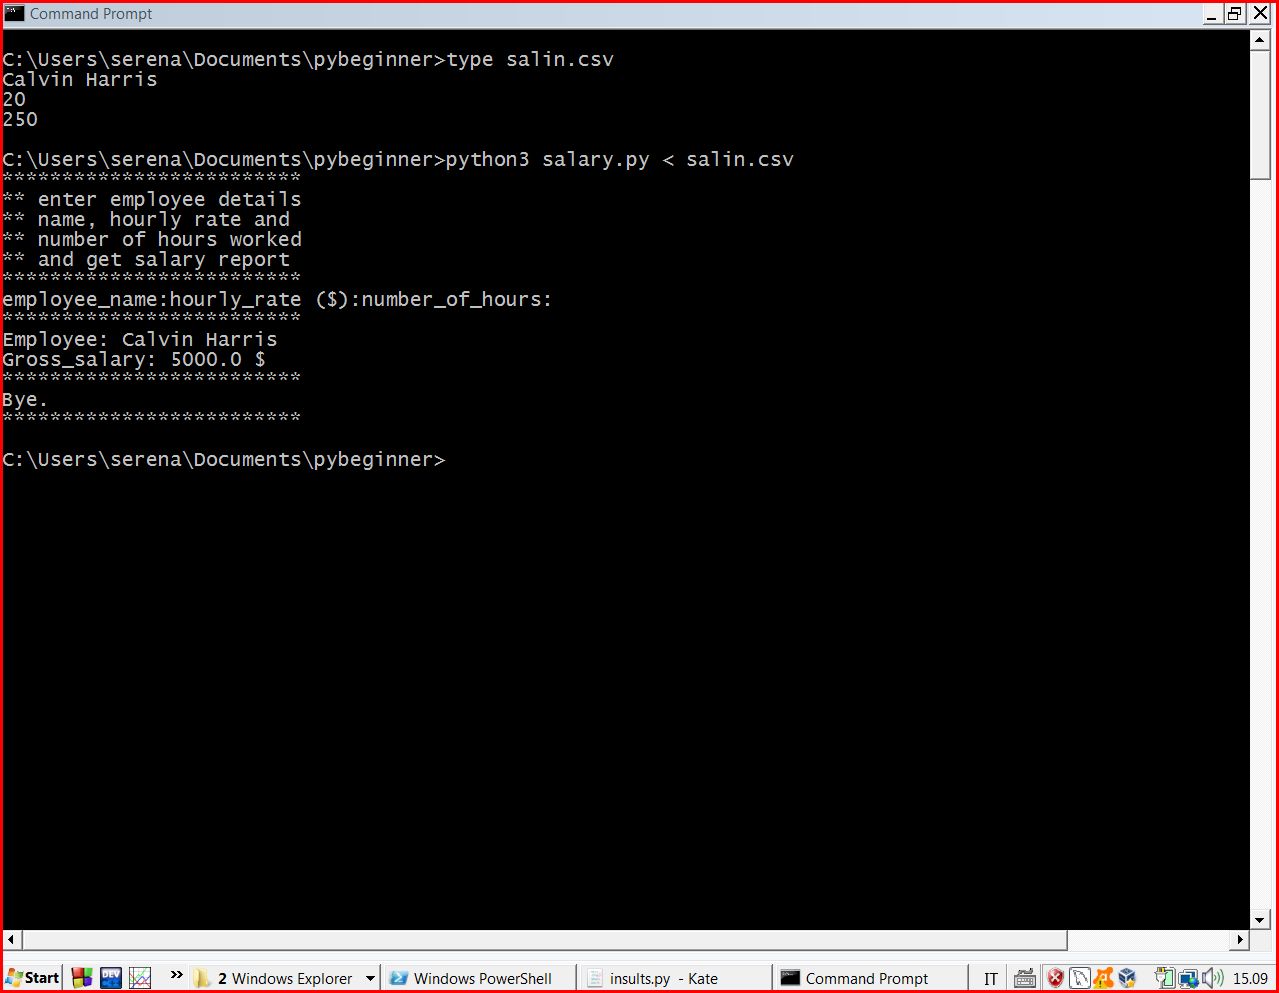 Command Prompt
C:\Users\serena\Documents\pybeginner>type salin.csv
Calvin Harris
20
250
C:\Users\serena\Documents\pybeginner>python3 salary.py < salin.csv
*************************
** enter employee details
** name, hourly rate and
** number of hours worked
** and get salary report
*************************
employee_name:hourly_rate ($):number_of_hours:
*************************
Employee: Calvin Harris
Gross_salary: 5000.0 $
*************************
Bye.
*************************
C:\Users\serena\Documents\pybeginner>
Start DEV » 2 Windows Explorer Windows PowerShell insults.py - Kate Command Prompt IT 15.09